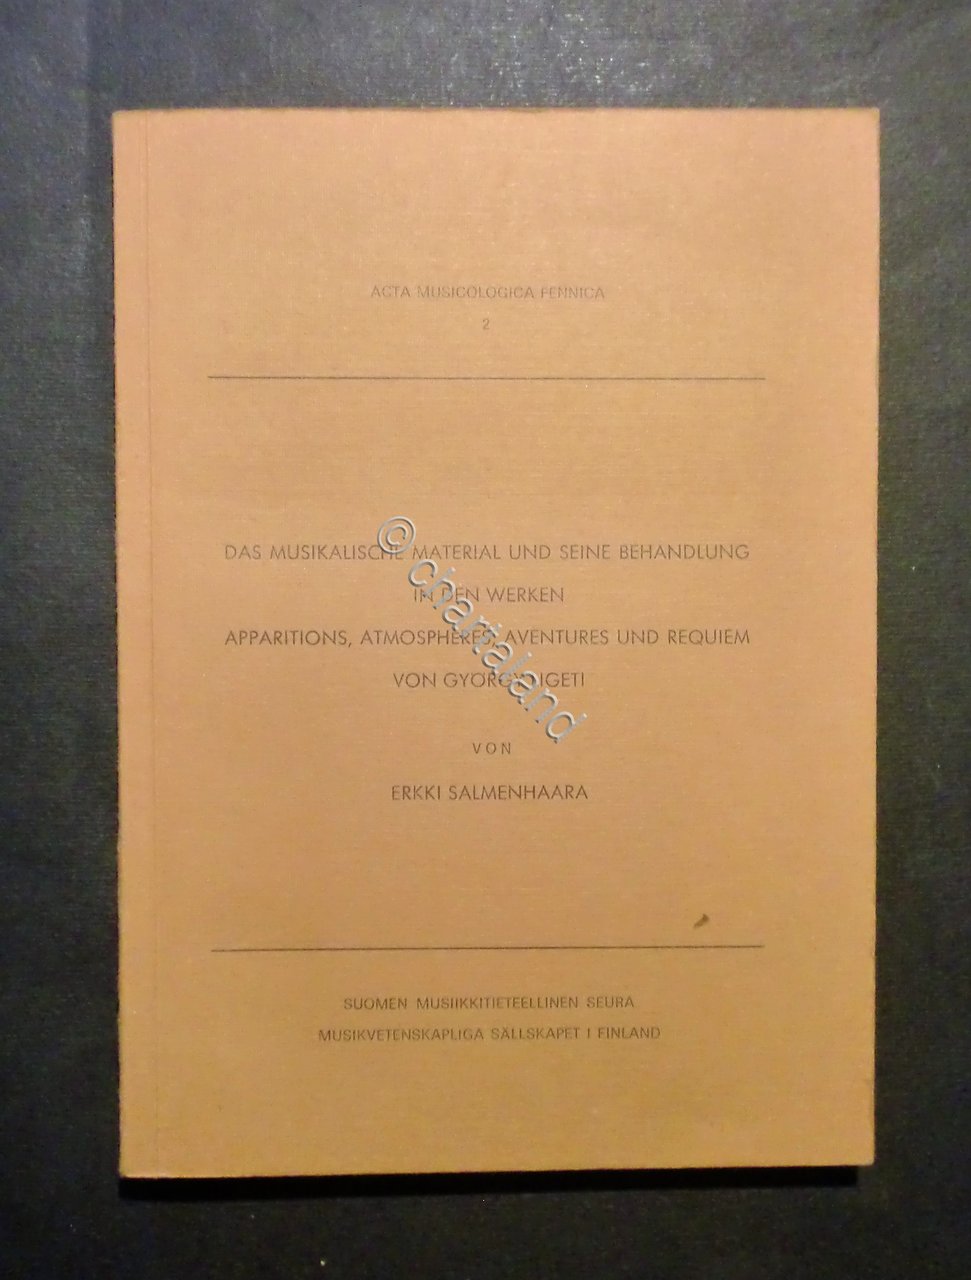 ACTA MUSICOLOGICA FENNICA
2
DAS MUSIKALISCHE MATERIAL UND SEINE BEHANDLUNG
IN DEN WERKEN
APPARITIONS, ATMOSPHERES, AVENTURES UND REQUIEM
VON GYÖRGY LIGETI
VON
ERKKI SALMENHAARA
SUOMEN MUSIIKKITIETEELLINEN SEURA
MUSIKVETENSKAPLIGA SÄLLSKAPET I FINLAND
© chartaland